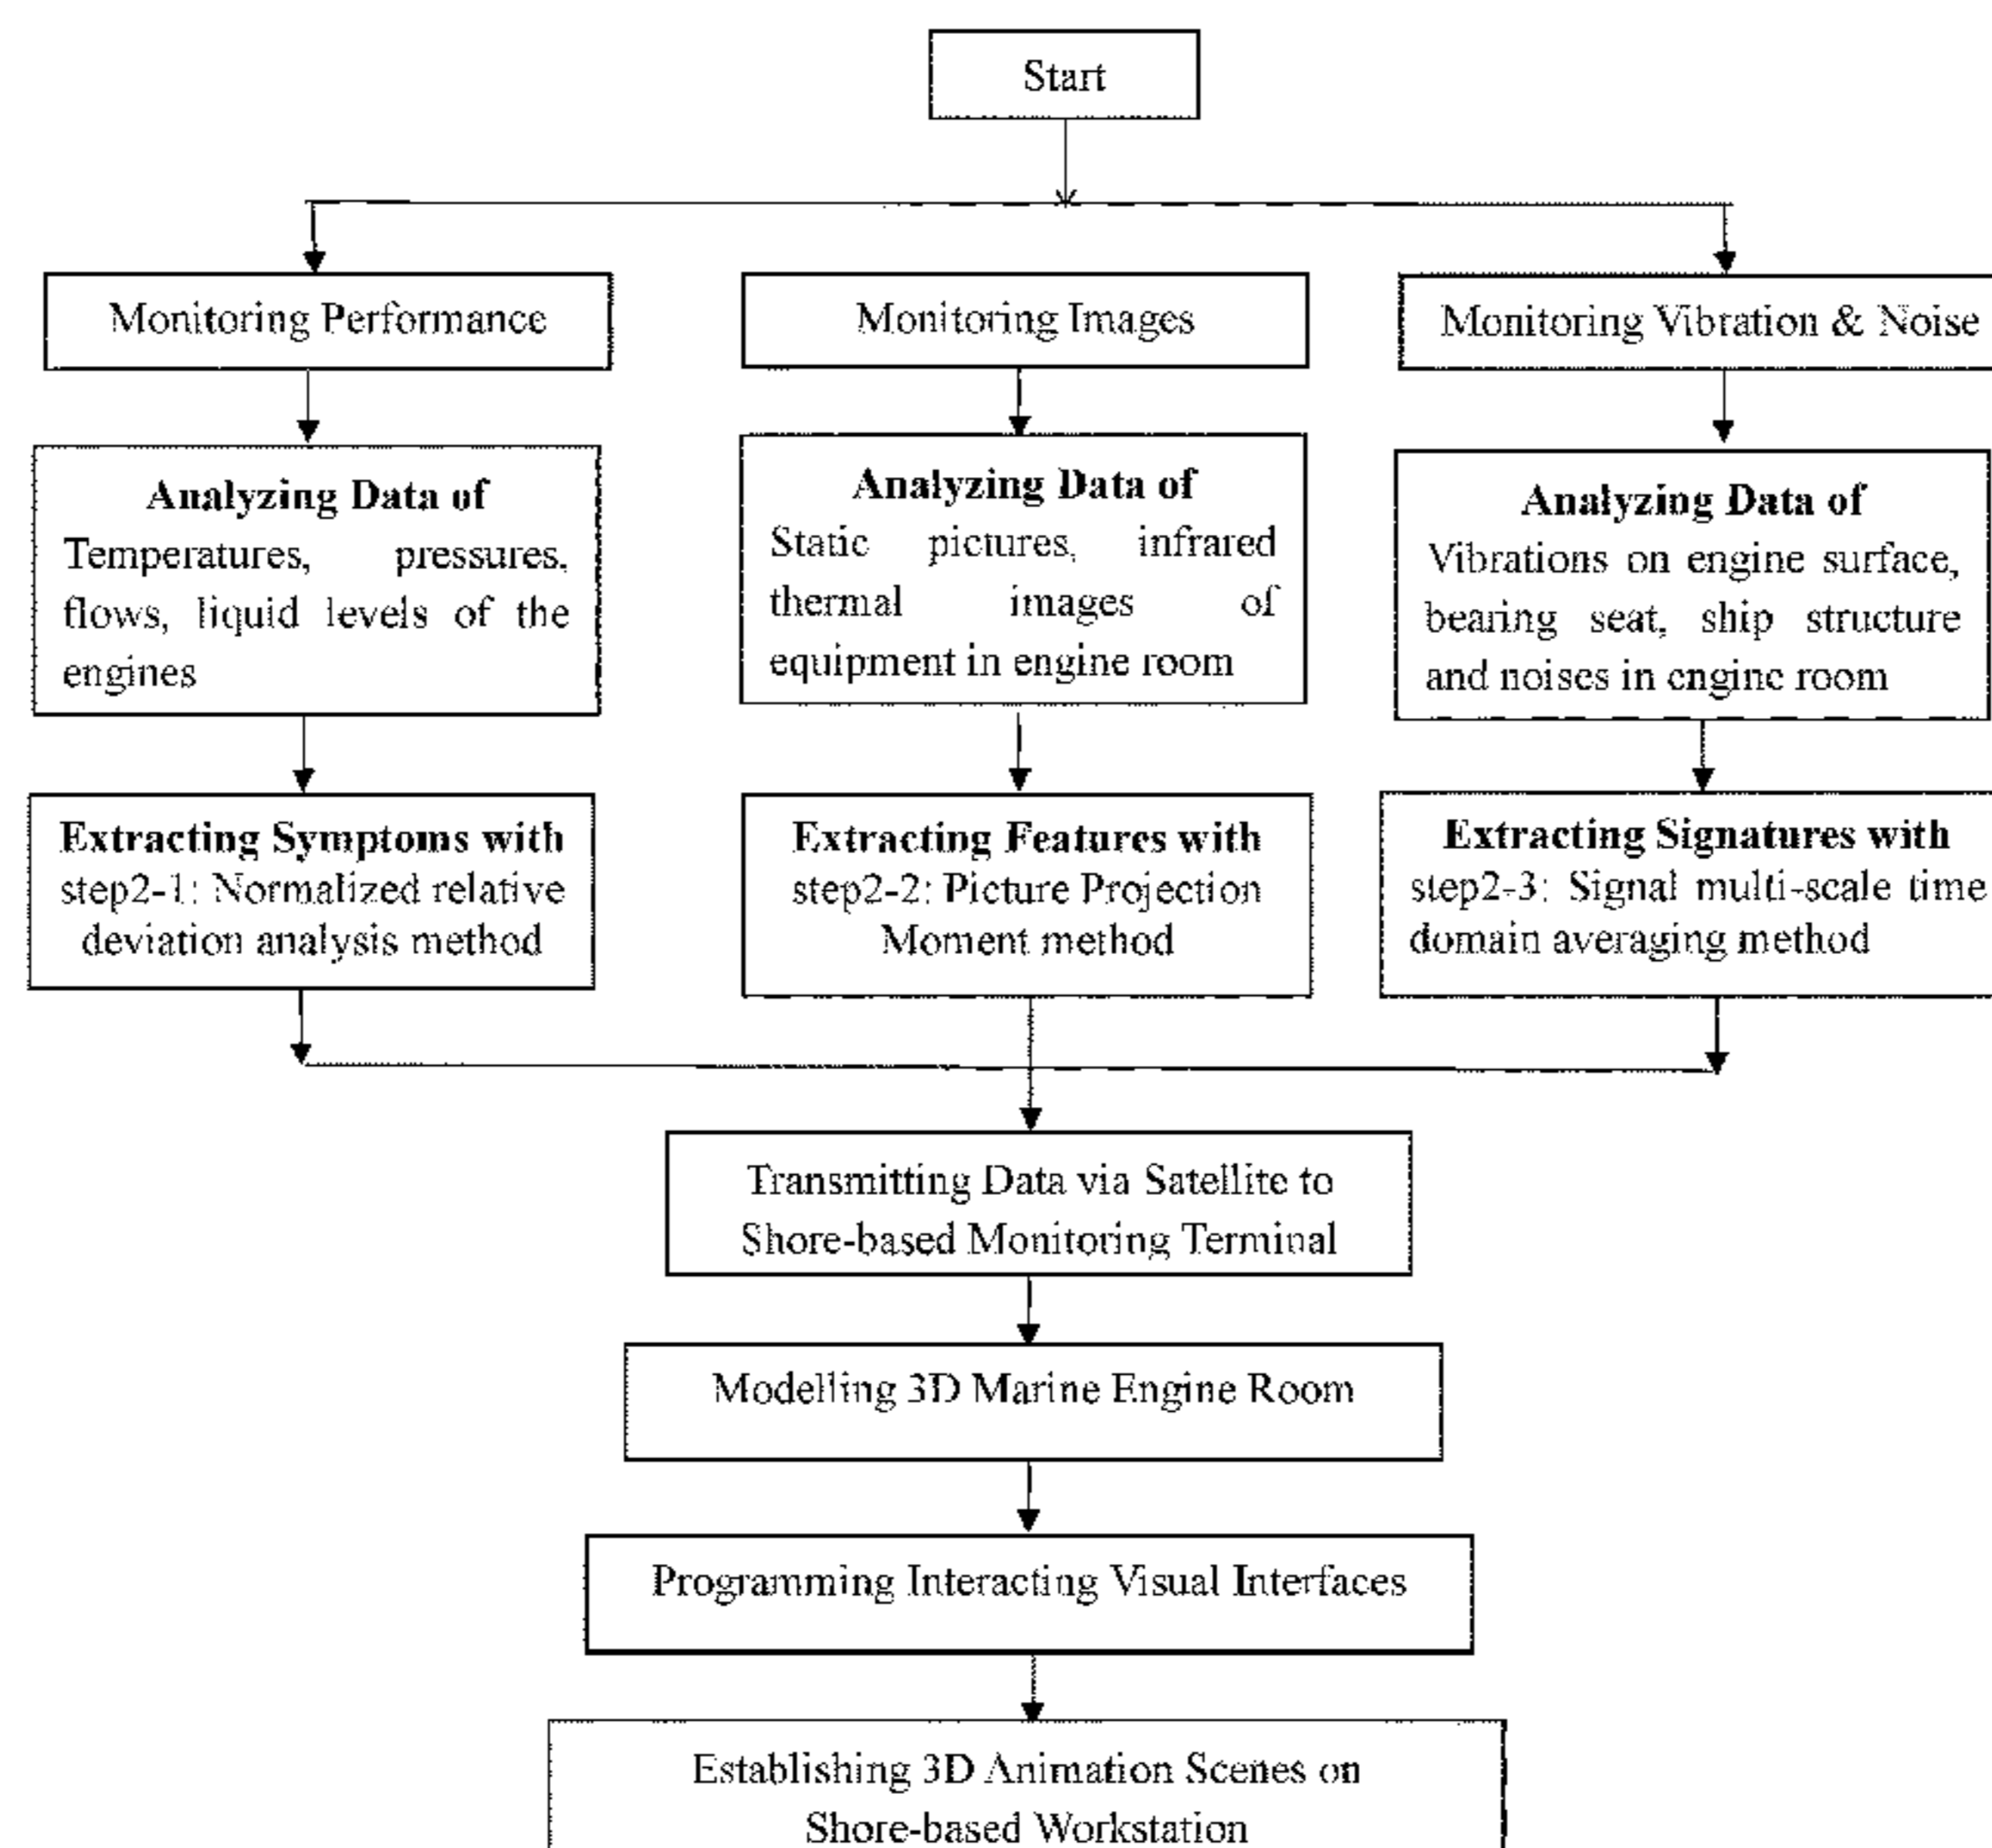 Start
Monitoring Performance
Monitoring Images
Monitoring Vibration & Noise
Analyzing Data of
Temperatures, pressures,
flows, liquid levels of the
engines
Analyzing Data of
Static pictures, infrared
thermal images of
equipment in engine room
Analyzing Data of
Vibrations on engine surface,
bearing seat, ship structure
and noises in engine room
Extracting Symptoms with
step2-1: Normalized relative
deviation analysis method
Extracting Features with
step2-2: Picture Projection
Moment method
Extracting Signatures with
step2-3: Signal multi-scale time
domain averaging method
Transmitting Data via Satellite to
Shore-based Monitoring Terminal
Modelling 3D Marine Engine Room
Programming Interacting Visual Interfaces
Establishing 3D Animation Scenes on
Shore-based Workstation